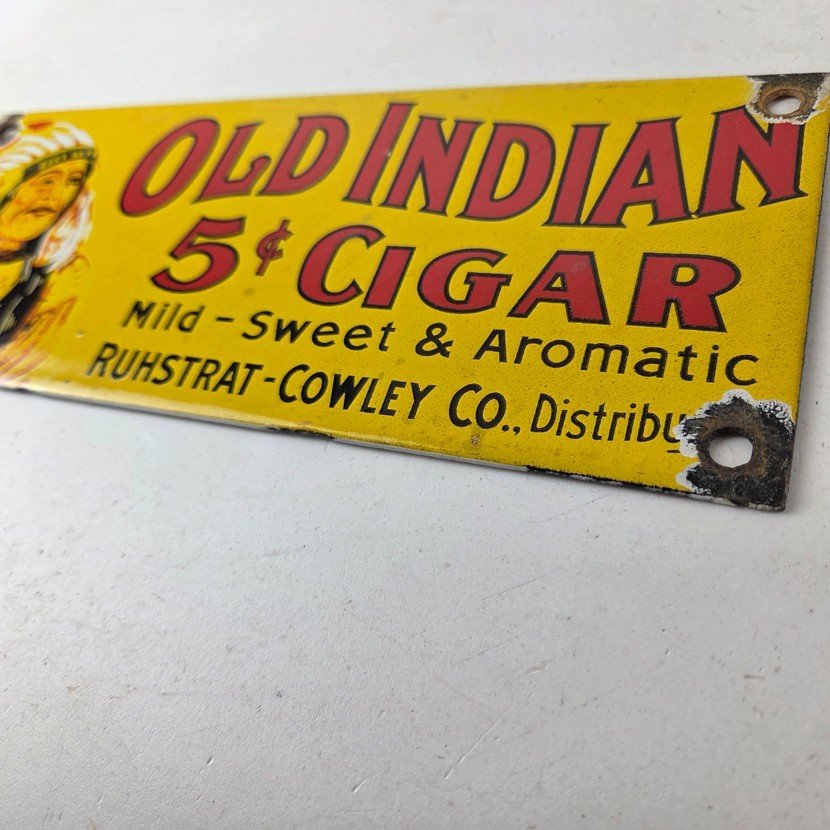 OLD INDIAN
5¢ CIGAR
Mild - Sweet & Aromatic
RUHSTRAT-COWLEY CO.,